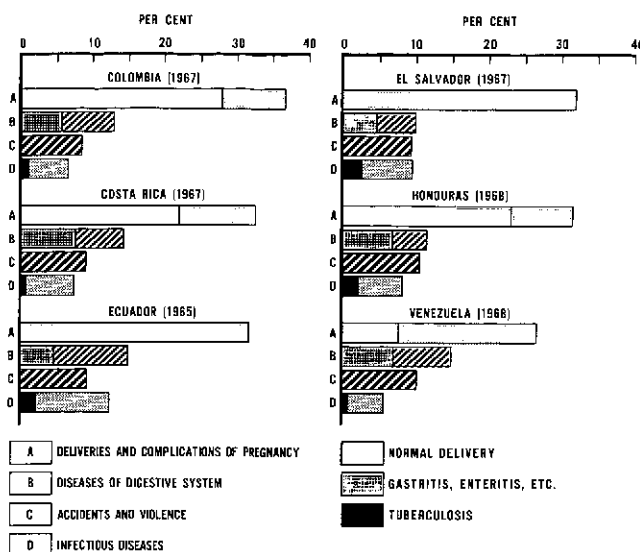 PER CENT
0 10 20 30 40
COLOMBIA (1967)
A
B
C
D
COSTA RICA (1967)
A
B
C
D
ECUADOR (1965)
A
B
C
D
PER CENT
0 10 20 30 40
EL SALVADOR (1967)
A
B
C
D
HONDURAS (1968)
A
B
C
D
VENEZUELA (1968)
A
B
C
D
A DELIVERIES AND COMPLICATIONS OF PREGNANCY
B DISEASES OF DIGESTIVE SYSTEM
C ACCIDENTS AND VIOLENCE
D INFECTIOUS DISEASES
NORMAL DELIVERY
GASTRITIS, ENTERITIS, ETC.
TUBERCULOSIS